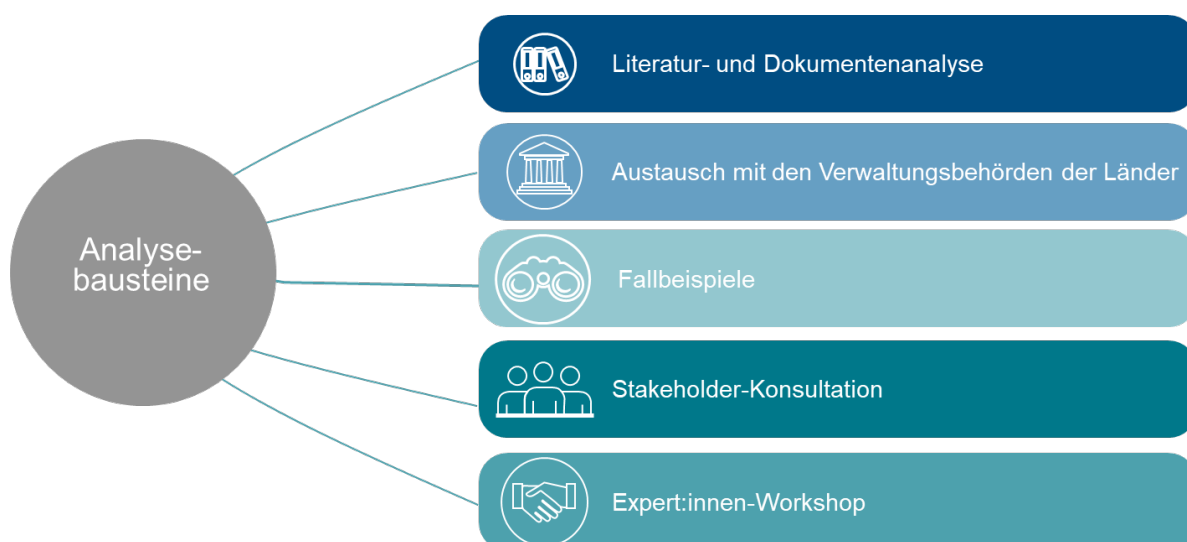 Analyse-
bausteine
Literatur- und Dokumentenanalyse
Austausch mit den Verwaltungsbehörden der Länder
Fallbeispiele
Stakeholder-Konsultation
Expert:innen-Workshop